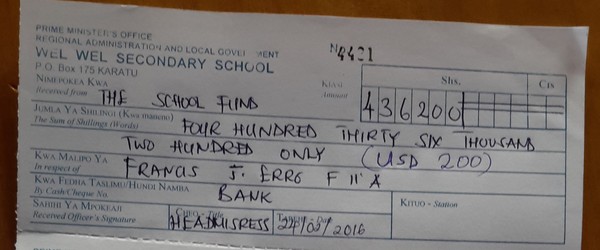 PRIME MINISTER'S OFFICE
REGIONAL ADMINISTRATION AND LOCAL GOVERNMENT
WEL WEL SECONDARY SCHOOL
P.O. Box 175 KARATU
Nº 4421
Nimepokea Kwa
Received from THE SCHOOL FUND
Kiasi
Amount
Shs. Cts
436200
Jumla Ya Shilingi (Kwa maneno)
The Sum of Shillings (Words) FOUR HUNDRED THIRTY SIX THOUSAND
TWO HUNDRED ONLY (USD 200)
Kwa Malipo Ya
In respect of FRANCIS J. F II A
Kwa Fedha Taslimu/Hundi Namba
By Cash/Cheque No. BANK
Sahihi Ya Mpokeaji
Received Officer's Signature
Cheo - Title HEADMISRESS
24/05/2016
Kituo - Station